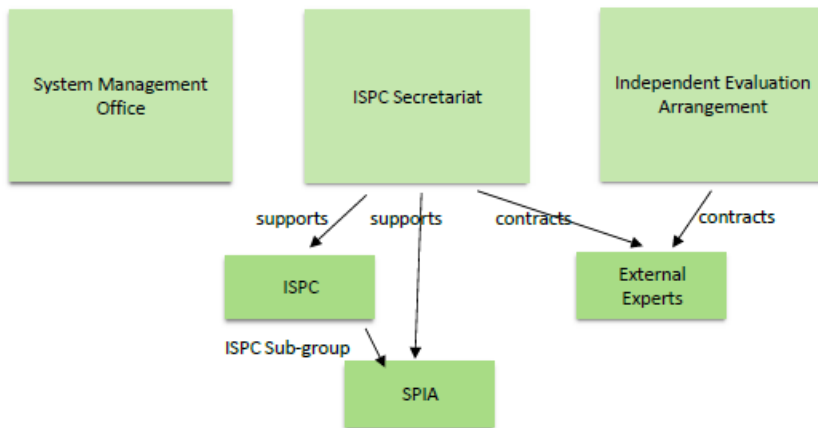 System Management
Office
ISPC Secretariat
Independent Evaluation
Arrangement
supports
supports
contracts
contracts
ISPC
External
Experts
ISPC Sub-group
SPIA